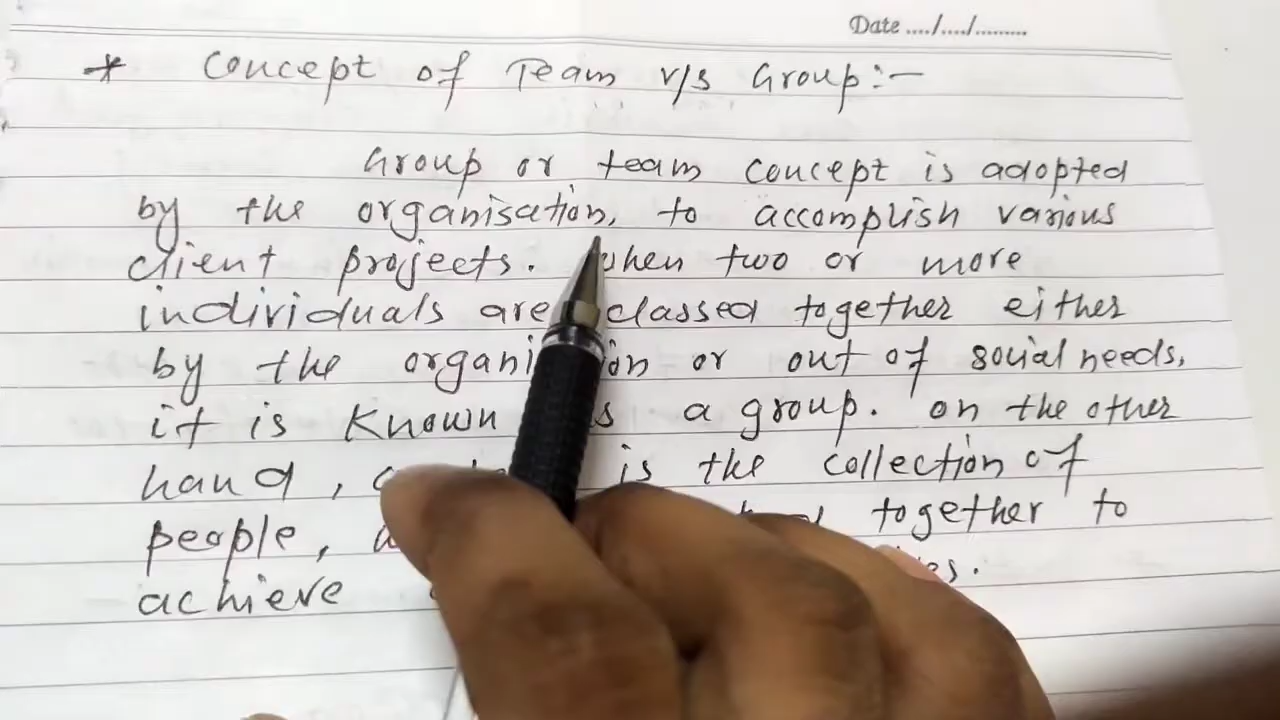 Date ..../..../.........
* Concept of Team v/s Group:-
Group or team concept is adopted
by the organisation, to accomplish various
client projects. when two or more
individuals are classed together either
by the or out of social needs,
it is known a group. on the other
hand, is the collection of
people, together to
achieve